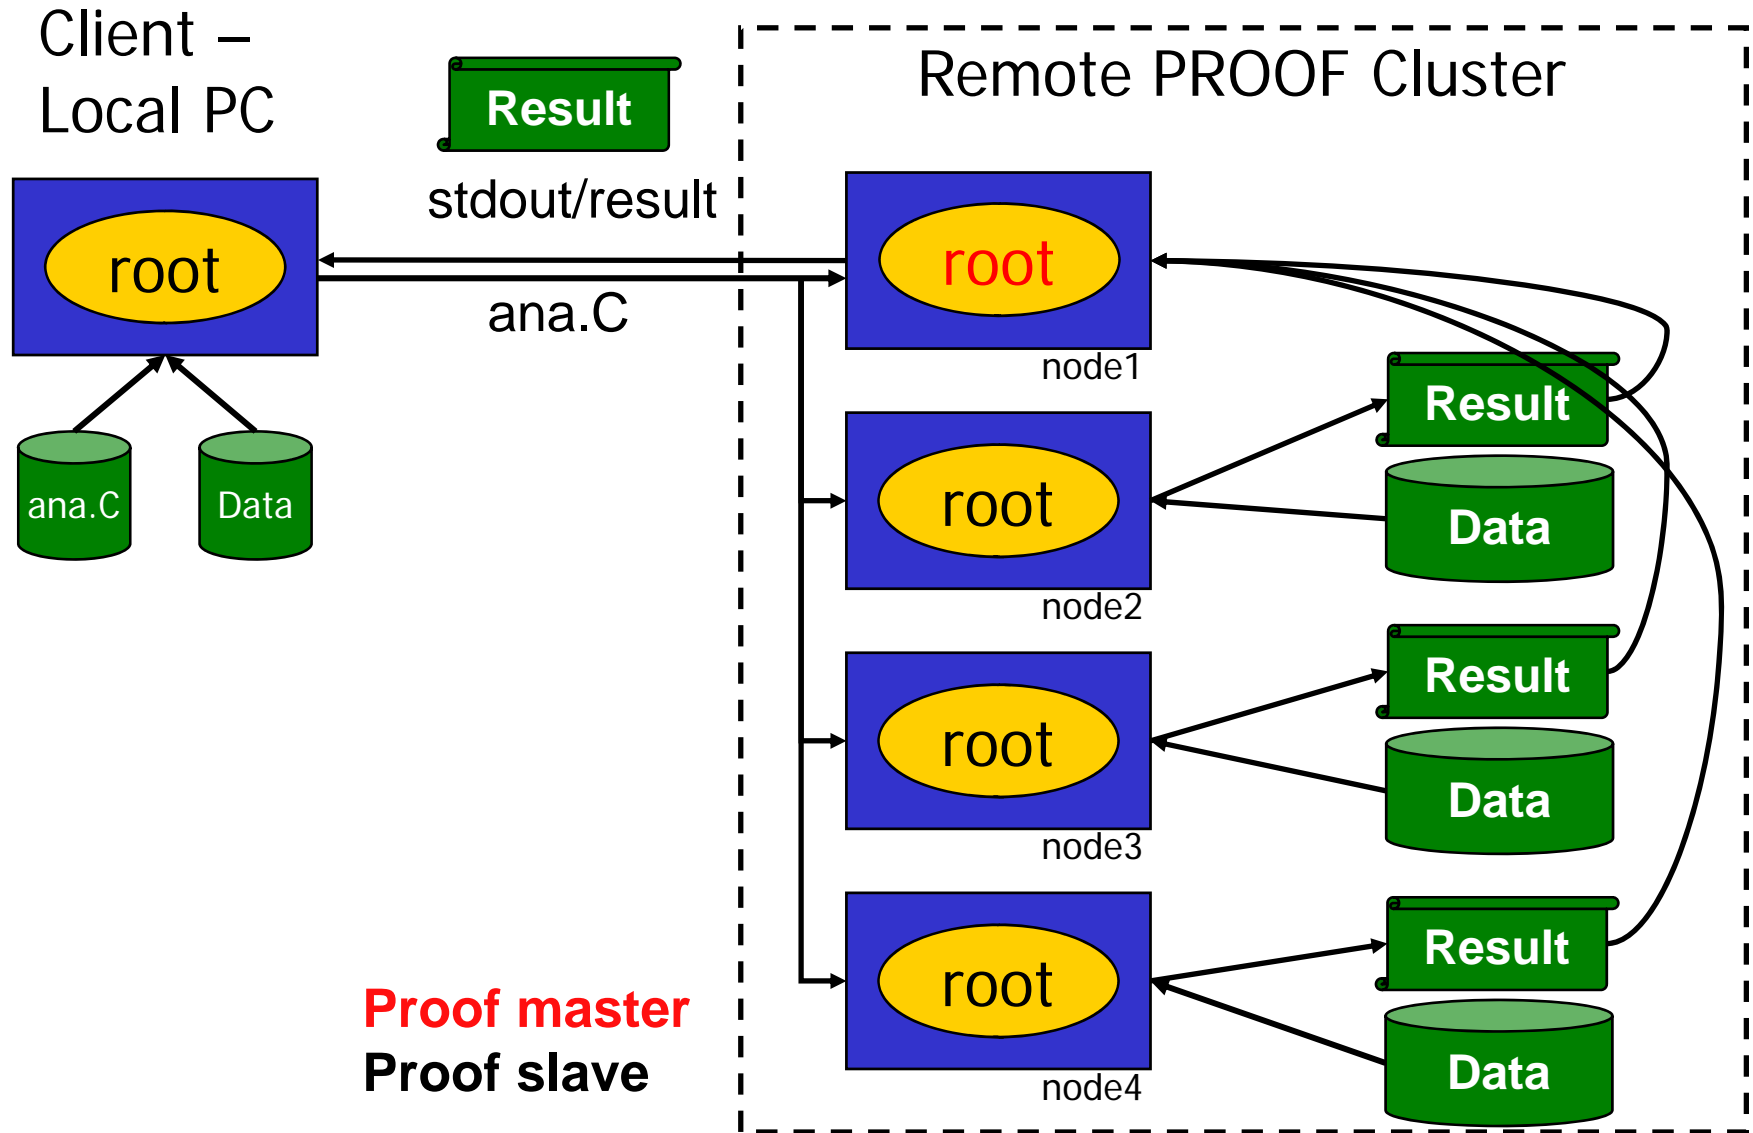 Client –
Local PC
Result
stdout/result
ana.C
root
ana.C
Data
Remote PROOF Cluster
root
node1
Result
root
Data
node2
Result
root
Data
node3
Result
root
Data
node4
Proof master
Proof slave